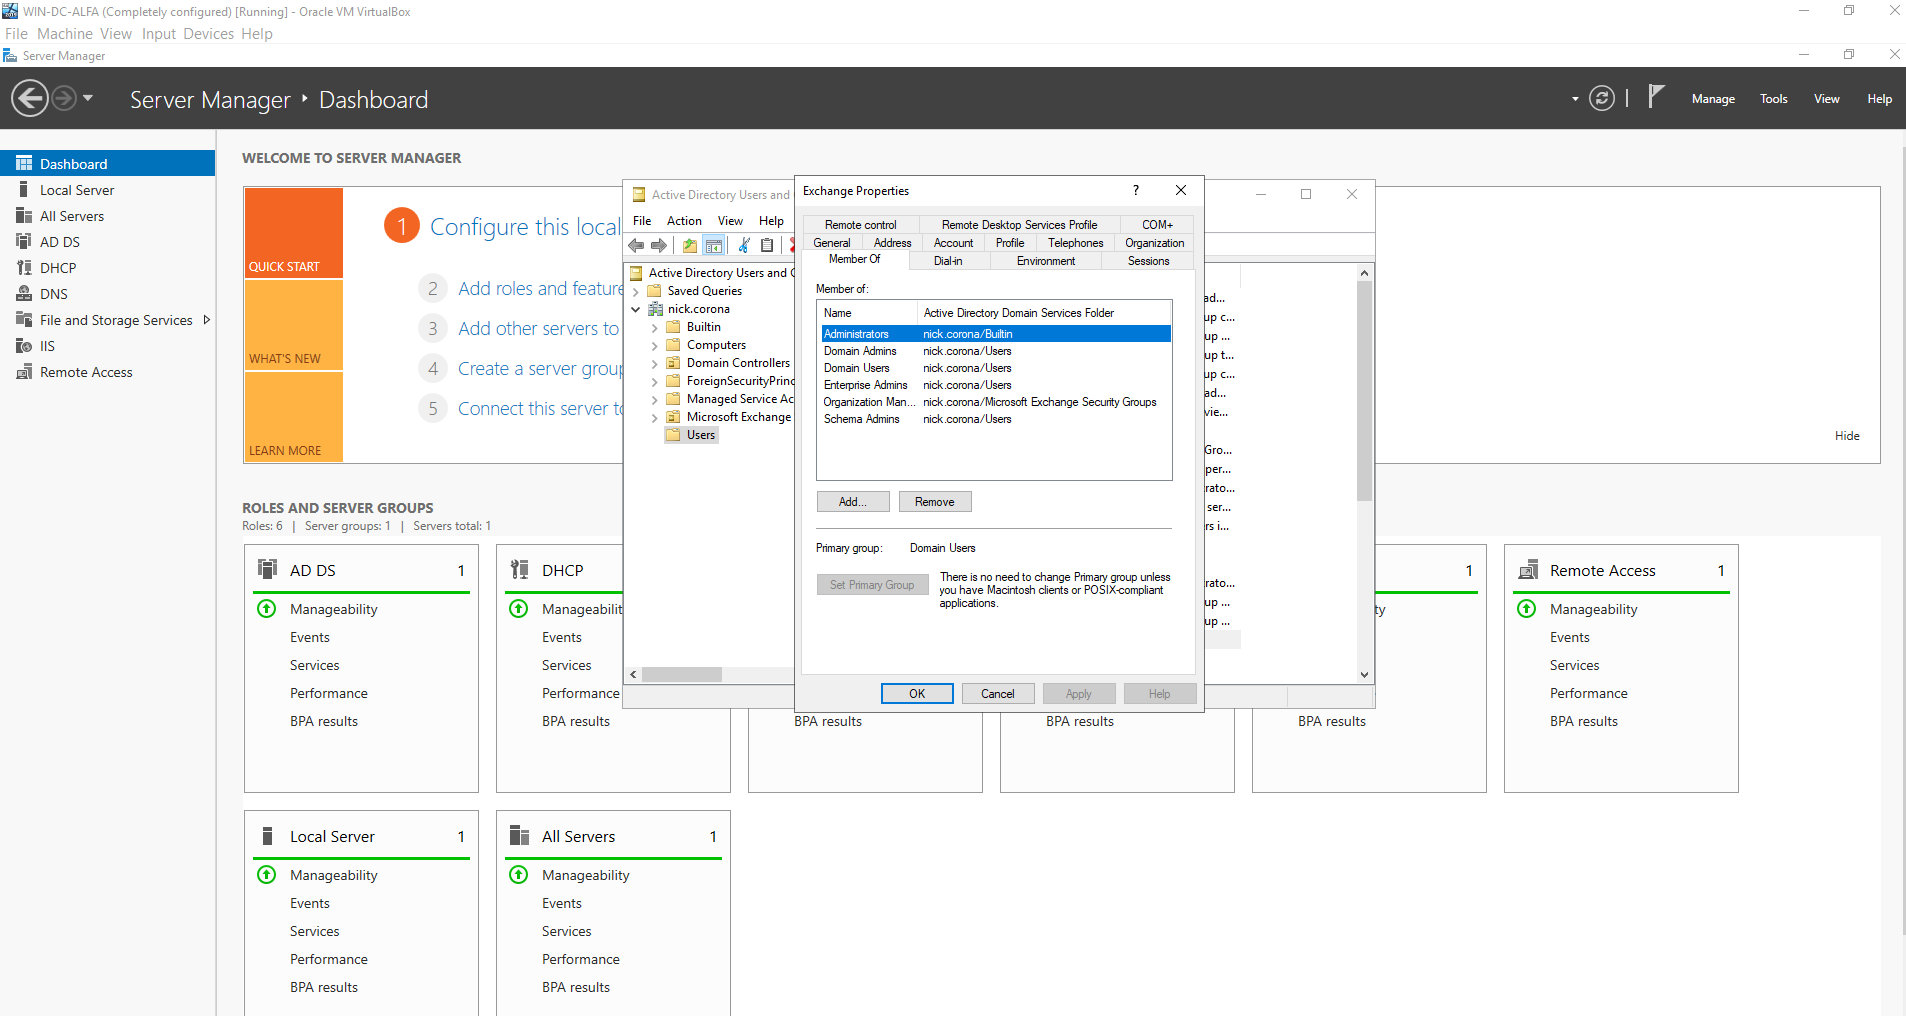 WIN-DC-ALFA (Completely configured) [Running] - Oracle VM VirtualBox
File Machine View Input Devices Help
Server Manager
Server Manager Dashboard
Manage Tools View Help
Dashboard
Local Server
All Servers
AD DS
DHCP
DNS
File and Storage Services
IIS
Remote Access
WELCOME TO SERVER MANAGER
QUICK START
WHAT'S NEW
LEARN MORE
1 Configure this local
2 Add roles and feature
3 Add other servers to
4 Create a server group
5 Connect this server to
Hide
Active Directory Users and
File Action View Help
Active Directory Users and C
Saved Queries
nick.corona
Builtin
Computers
Domain Controllers
ForeignSecurityPrinc
Managed Service Ac
Microsoft Exchange
Users
ad...
up c...
up ...
up t...
up c...
ad...
vie...
Gro...
per...
rato...
ser...
rs i...
rato...
up ...
up ...
Exchange Properties
?
Remote control Remote Desktop Services Profile COM+
General Address Account Profile Telephones Organization
Member Of Dial-in Environment Sessions
Member of:
Name Active Directory Domain Services Folder
Administrators nick.corona/Builtin
Domain Admins nick.corona/Users
Domain Users nick.corona/Users
Enterprise Admins nick.corona/Users
Organization Man... nick.corona/Microsoft Exchange Security Groups
Schema Admins nick.corona/Users
Add... Remove
Primary group: Domain Users
Set Primary Group
There is no need to change Primary group unless
you have Macintosh clients or POSIX-compliant
applications.
OK Cancel Apply Help
ROLES AND SERVER GROUPS
Roles: 6 | Server groups: 1 | Servers total: 1
AD DS 1
Manageability
Events
Services
Performance
BPA results
DHCP
Manageabilit
Events
Services
Performance
BPA results
BPA results
BPA results
1
ty
BPA results
Remote Access 1
Manageability
Events
Services
Performance
BPA results
Local Server 1
Manageability
Events
Services
Performance
BPA results
All Servers 1
Manageability
Events
Services
Performance
BPA results